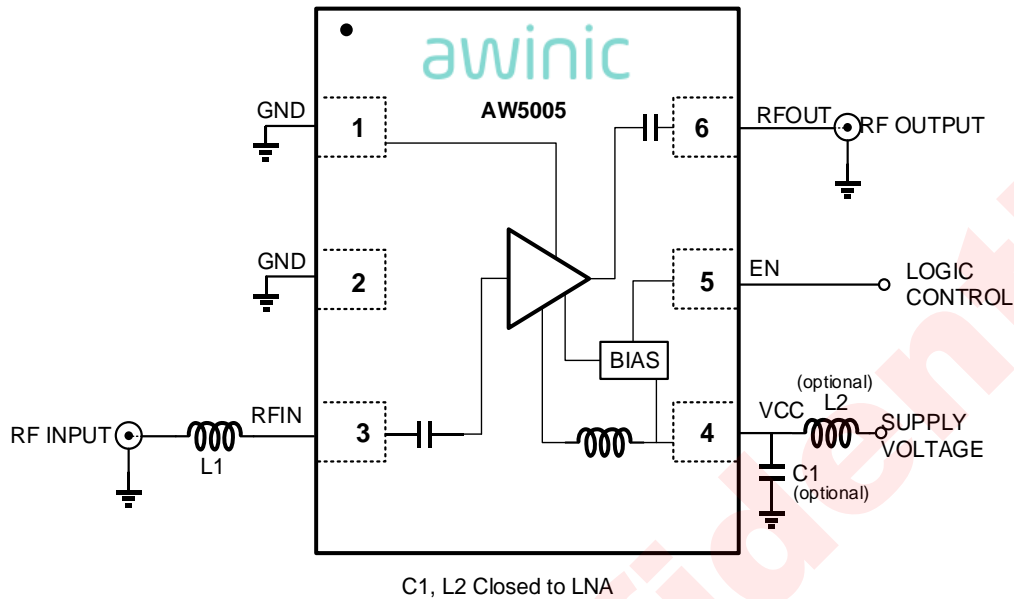 awinic
AW5005
GND
1
6
RFOUT
RF OUTPUT
GND
2
5
EN
LOGIC
CONTROL
BIAS
RF INPUT
L1
RFIN
3
4
VCC
(optional)
L2
SUPPLY
VOLTAGE
C1
(optional)
C1, L2 Closed to LNA